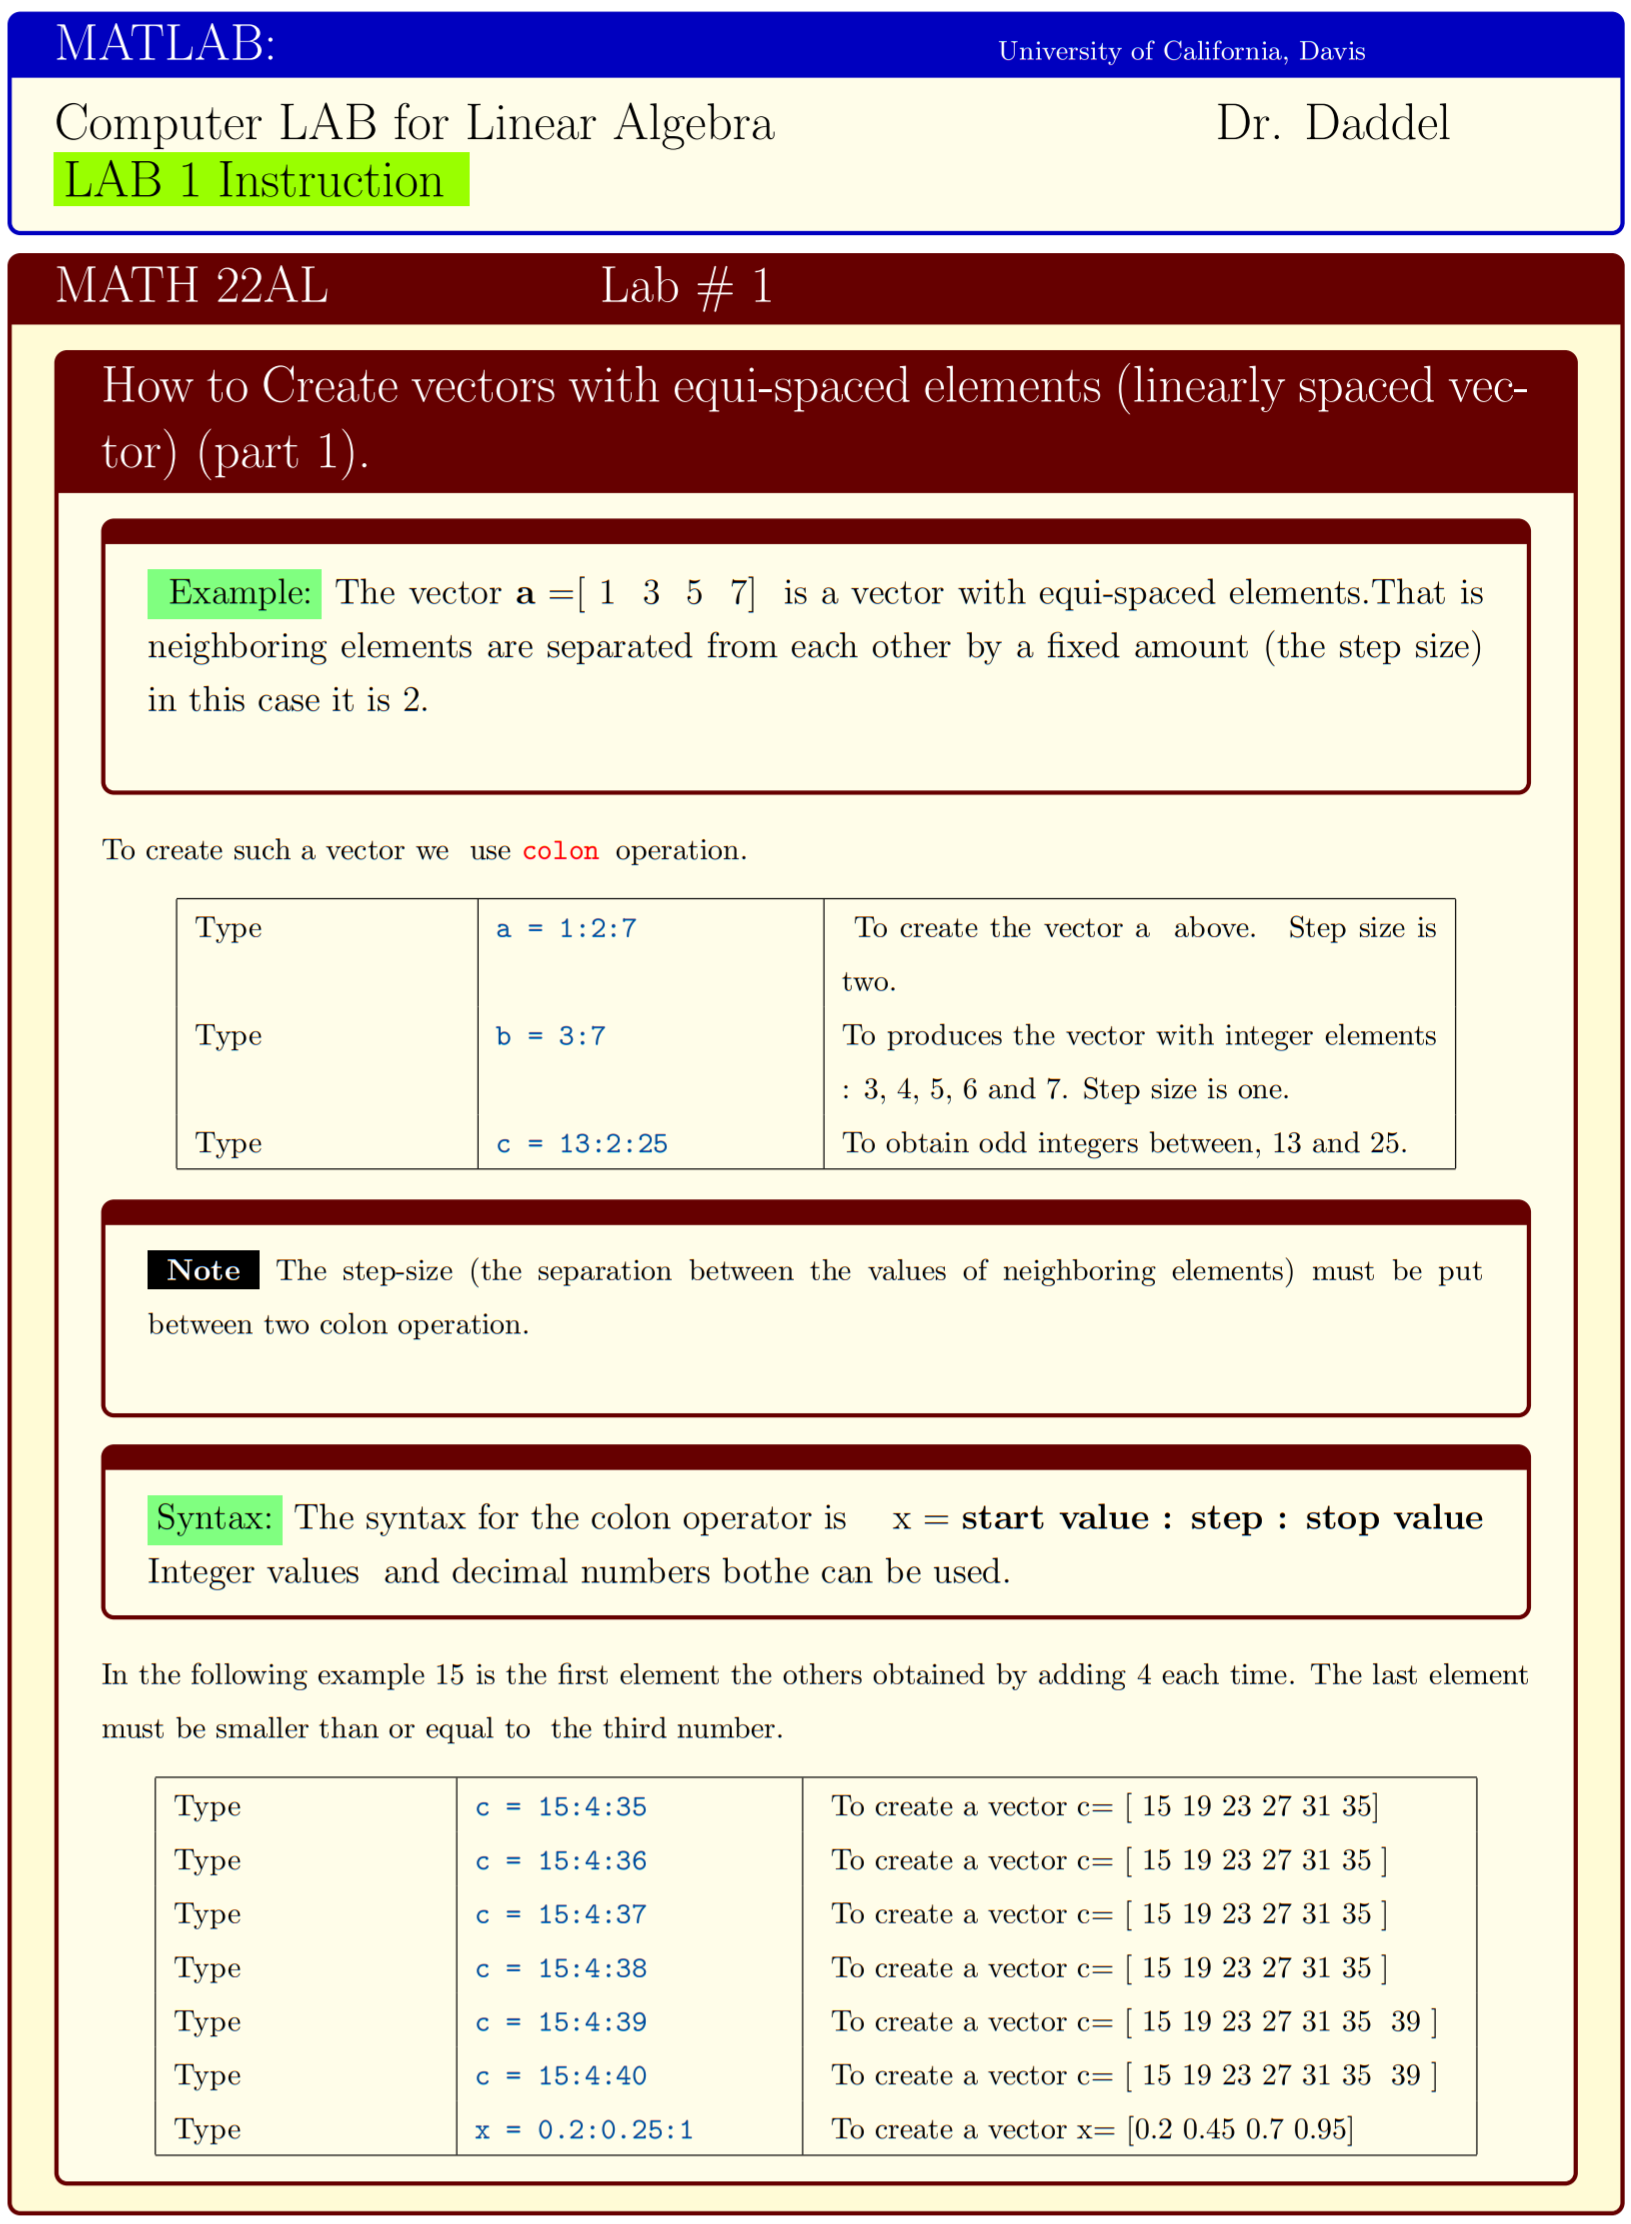 MATLAB: University of California, Davis
Computer LAB for Linear Algebra Dr. Daddel
LAB 1 Instruction
MATH 22AL Lab # 1
How to Create vectors with equi-spaced elements (linearly spaced vec-
tor) (part 1).
Example: The vector a =[ 1 3 5 7] is a vector with equi-spaced elements.That is
neighboring elements are separated from each other by a fixed amount (the step size)
in this case it is 2.
To create such a vector we use colon operation.
Type a = 1:2:7 To create the vector a above. Step size is
two.
Type b = 3:7 To produces the vector with integer elements
: 3, 4, 5, 6 and 7. Step size is one.
Type c = 13:2:25 To obtain odd integers between, 13 and 25.
Note The step-size (the separation between the values of neighboring elements) must be put
between two colon operation.
Syntax: The syntax for the colon operator is x = start value : step : stop value
Integer values and decimal numbers bothe can be used.
In the following example 15 is the first element the others obtained by adding 4 each time. The last element
must be smaller than or equal to the third number.
Type c = 15:4:35 To create a vector c= [ 15 19 23 27 31 35]
Type c = 15:4:36 To create a vector c= [ 15 19 23 27 31 35 ]
Type c = 15:4:37 To create a vector c= [ 15 19 23 27 31 35 ]
Type c = 15:4:38 To create a vector c= [ 15 19 23 27 31 35 ]
Type c = 15:4:39 To create a vector c= [ 15 19 23 27 31 35 39 ]
Type c = 15:4:40 To create a vector c= [ 15 19 23 27 31 35 39 ]
Type x = 0.2:0.25:1 To create a vector x= [0.2 0.45 0.7 0.95]